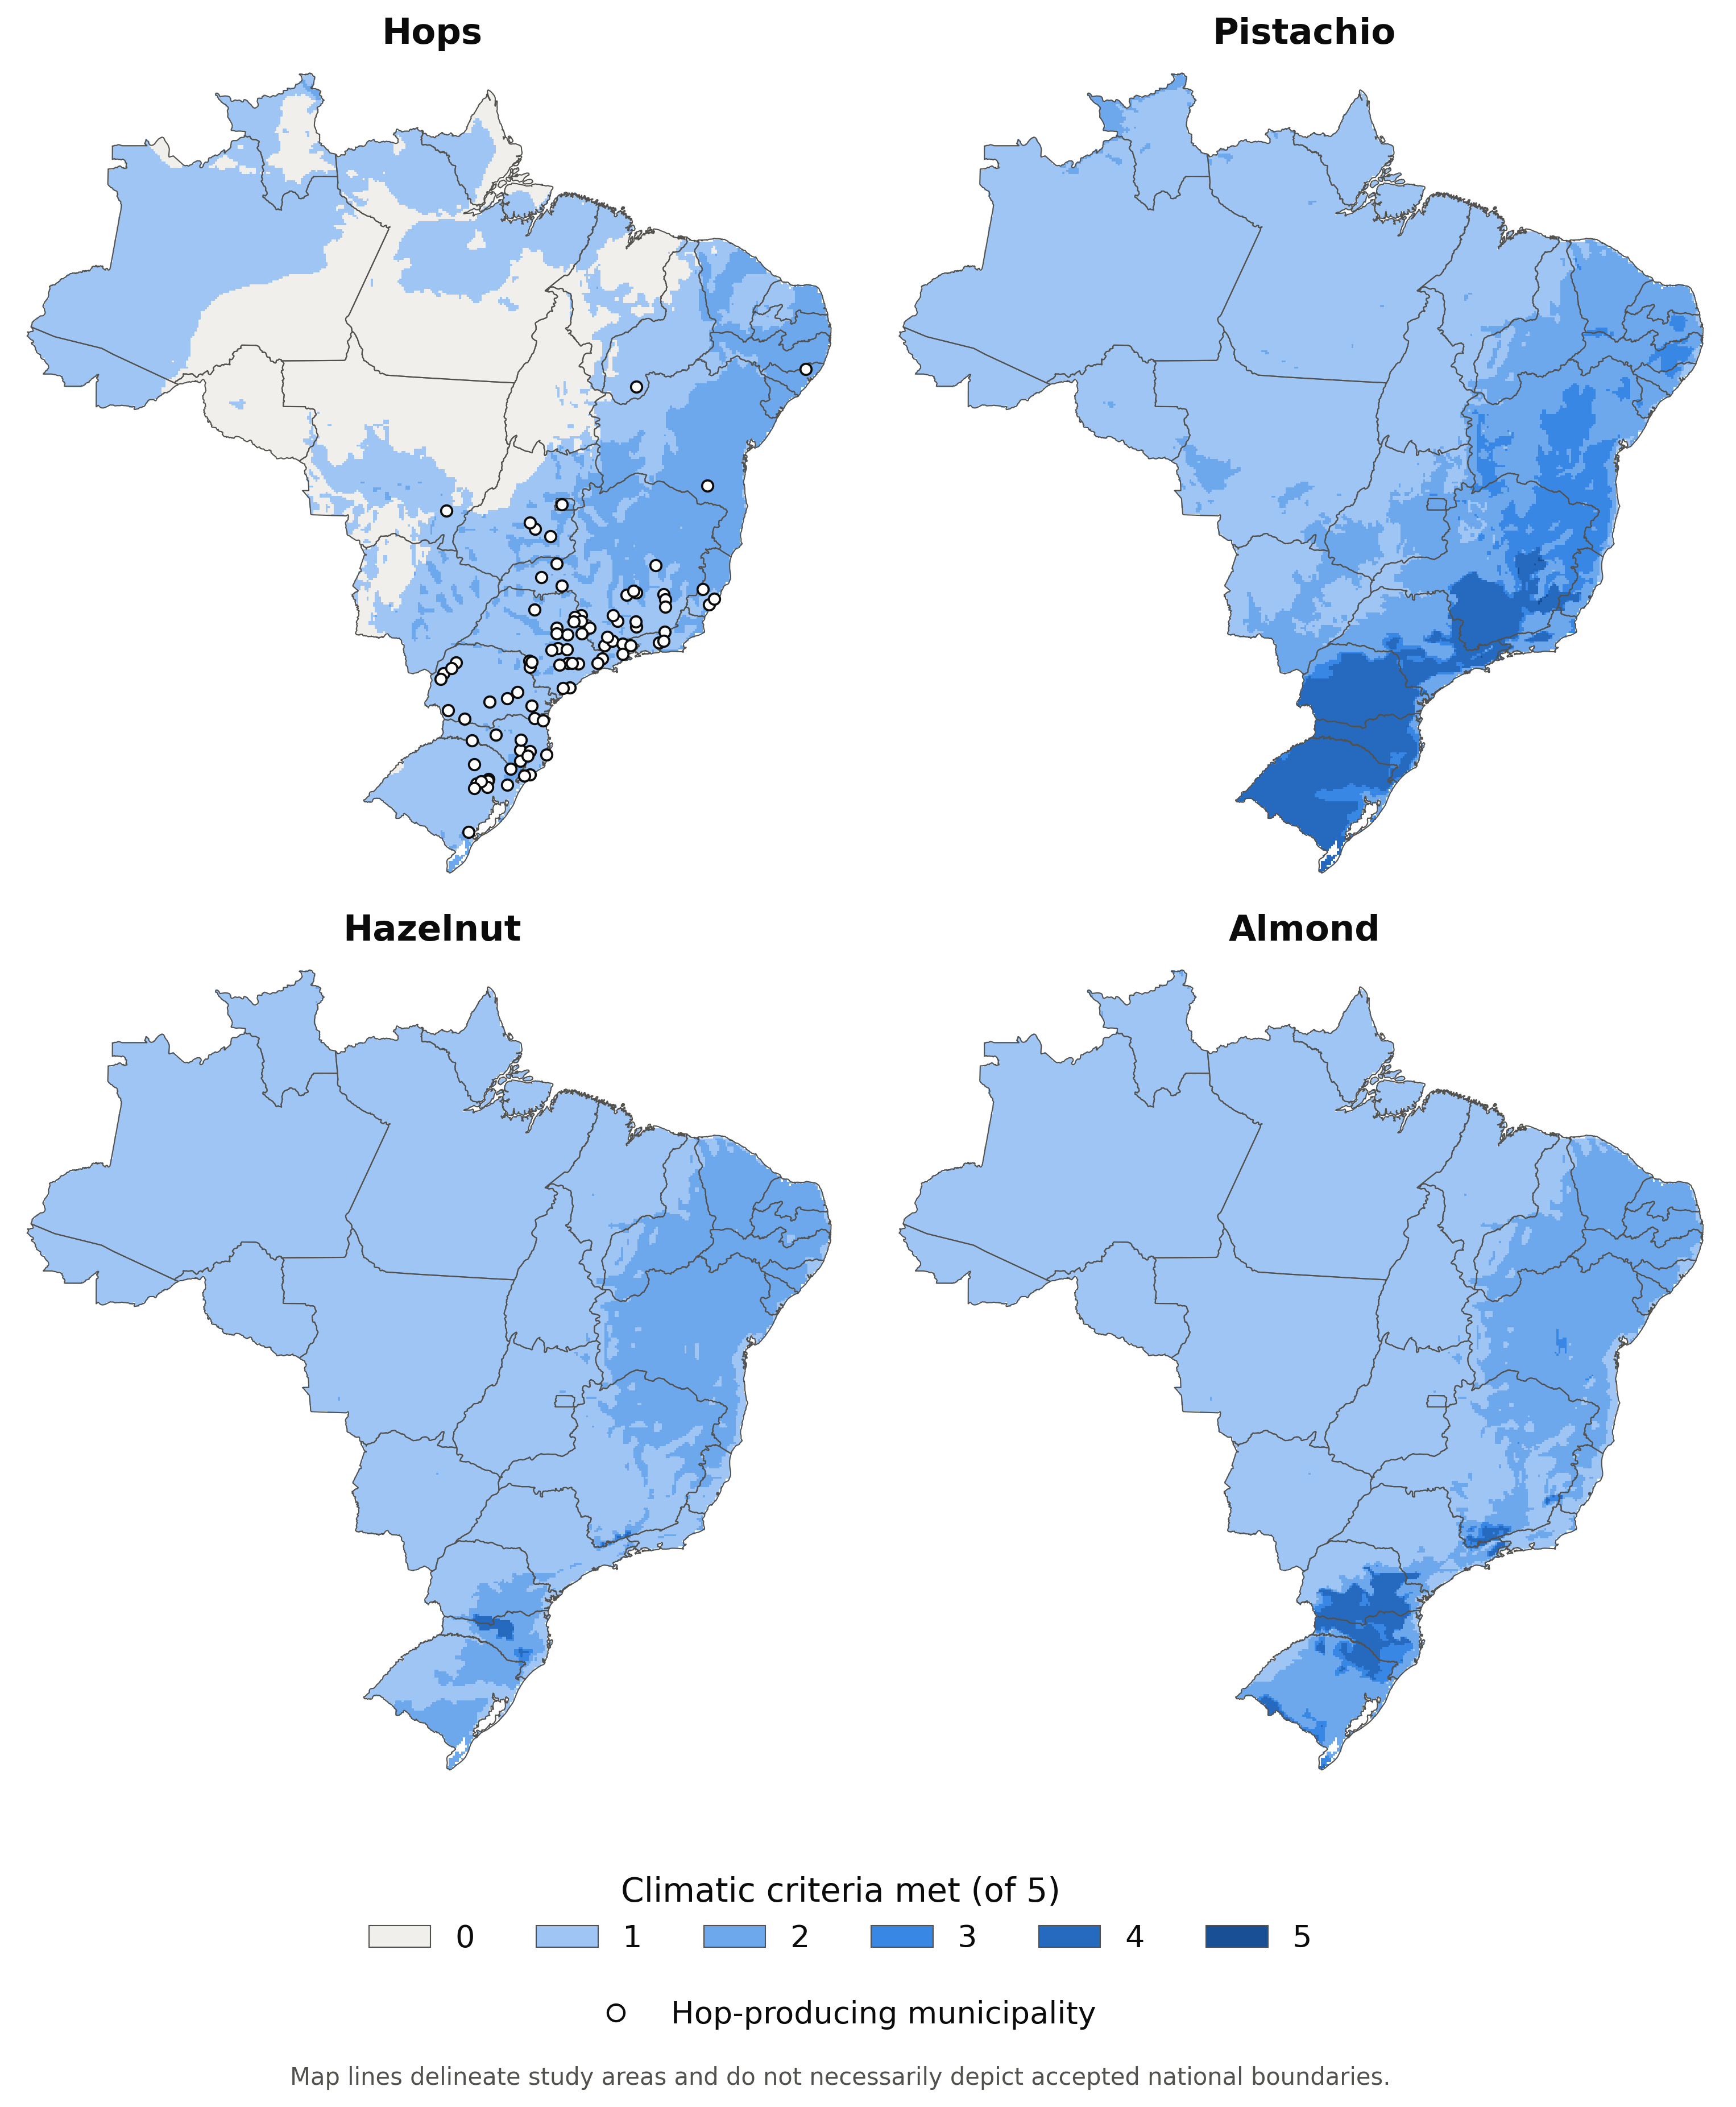 Hops
Pistachio
Hazelnut
Almond
Climatic criteria met (of 5)
0 1 2 3 4 5
Hop-producing municipality
Map lines delineate study areas and do not necessarily depict accepted national boundaries.